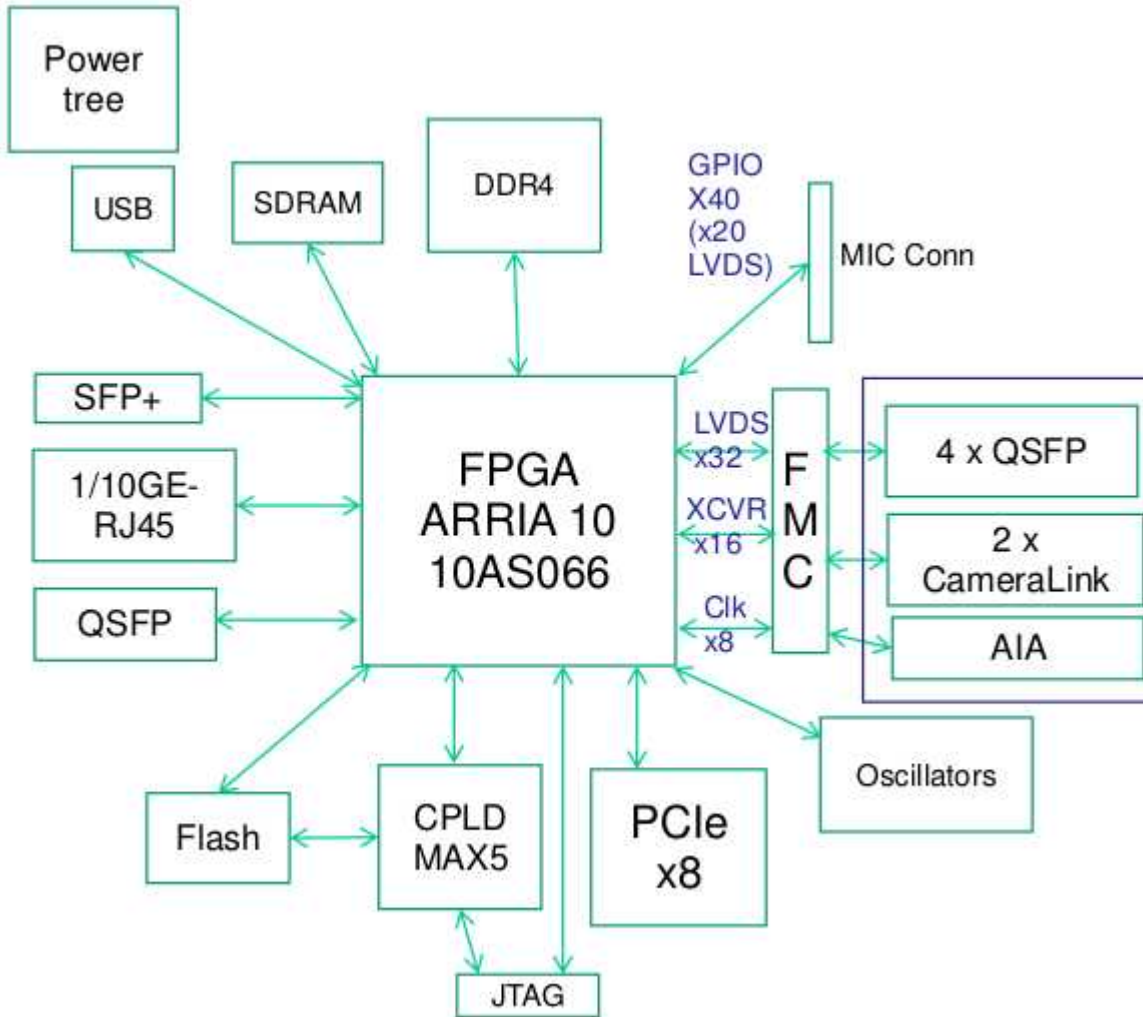 Power
tree
USB
SDRAM
DDR4
GPIO
X40
(x20
LVDS)
MIC Conn
SFP+
1/10GE-
RJ45
QSFP
FPGA
ARRIA 10
10AS066
LVDS
x32
XCVR
x16
Clk
x8
F
M
C
4 x QSFP
2 x
CameraLink
AIA
Oscillators
Flash
CPLD
MAX5
PCIe
x8
JTAG